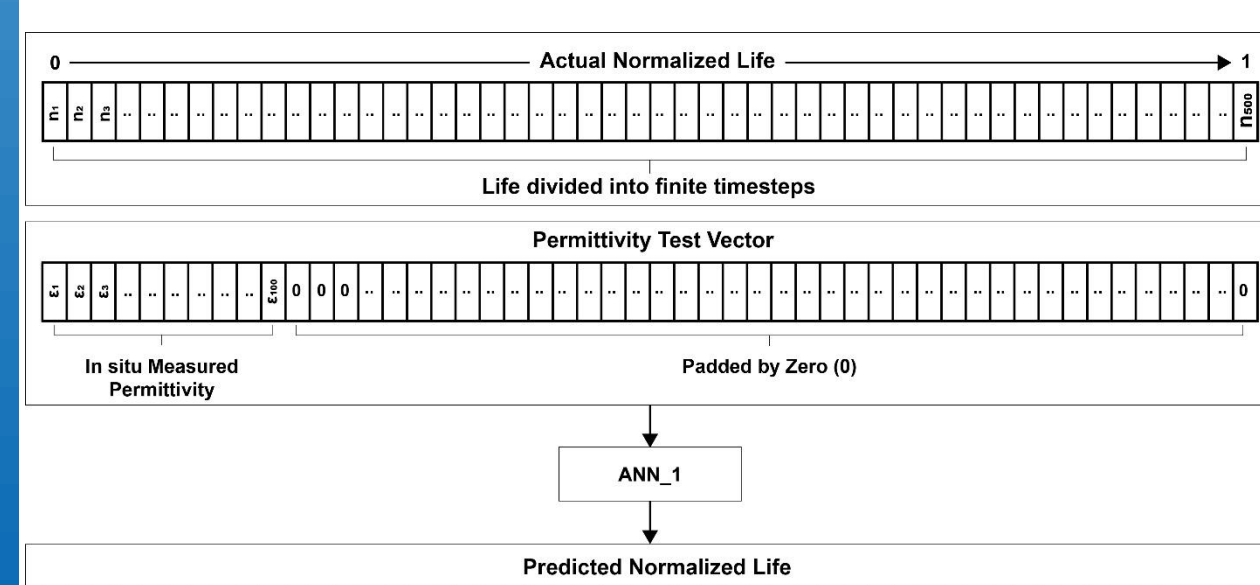 0 Actual Normalized Life 1
n₁ n₂ n₃ .. .. .. .. .. .. .. .. .. .. .. .. .. .. .. .. .. .. .. .. .. .. .. .. .. .. .. .. .. .. .. .. .. .. .. .. .. .. .. .. .. .. .. .. .. .. n₅₀₀
Life divided into finite timesteps
Permittivity Test Vector
ε₁ ε₂ ε₃ .. .. .. .. .. .. ε₁₀₀ 0 0 0 .. .. .. .. .. .. .. .. .. .. .. .. .. .. .. .. .. .. .. .. .. .. .. .. .. .. .. .. .. .. .. .. .. .. .. .. 0
In situ Measured
Permittivity
Padded by Zero (0)
ANN_1
Predicted Normalized Life